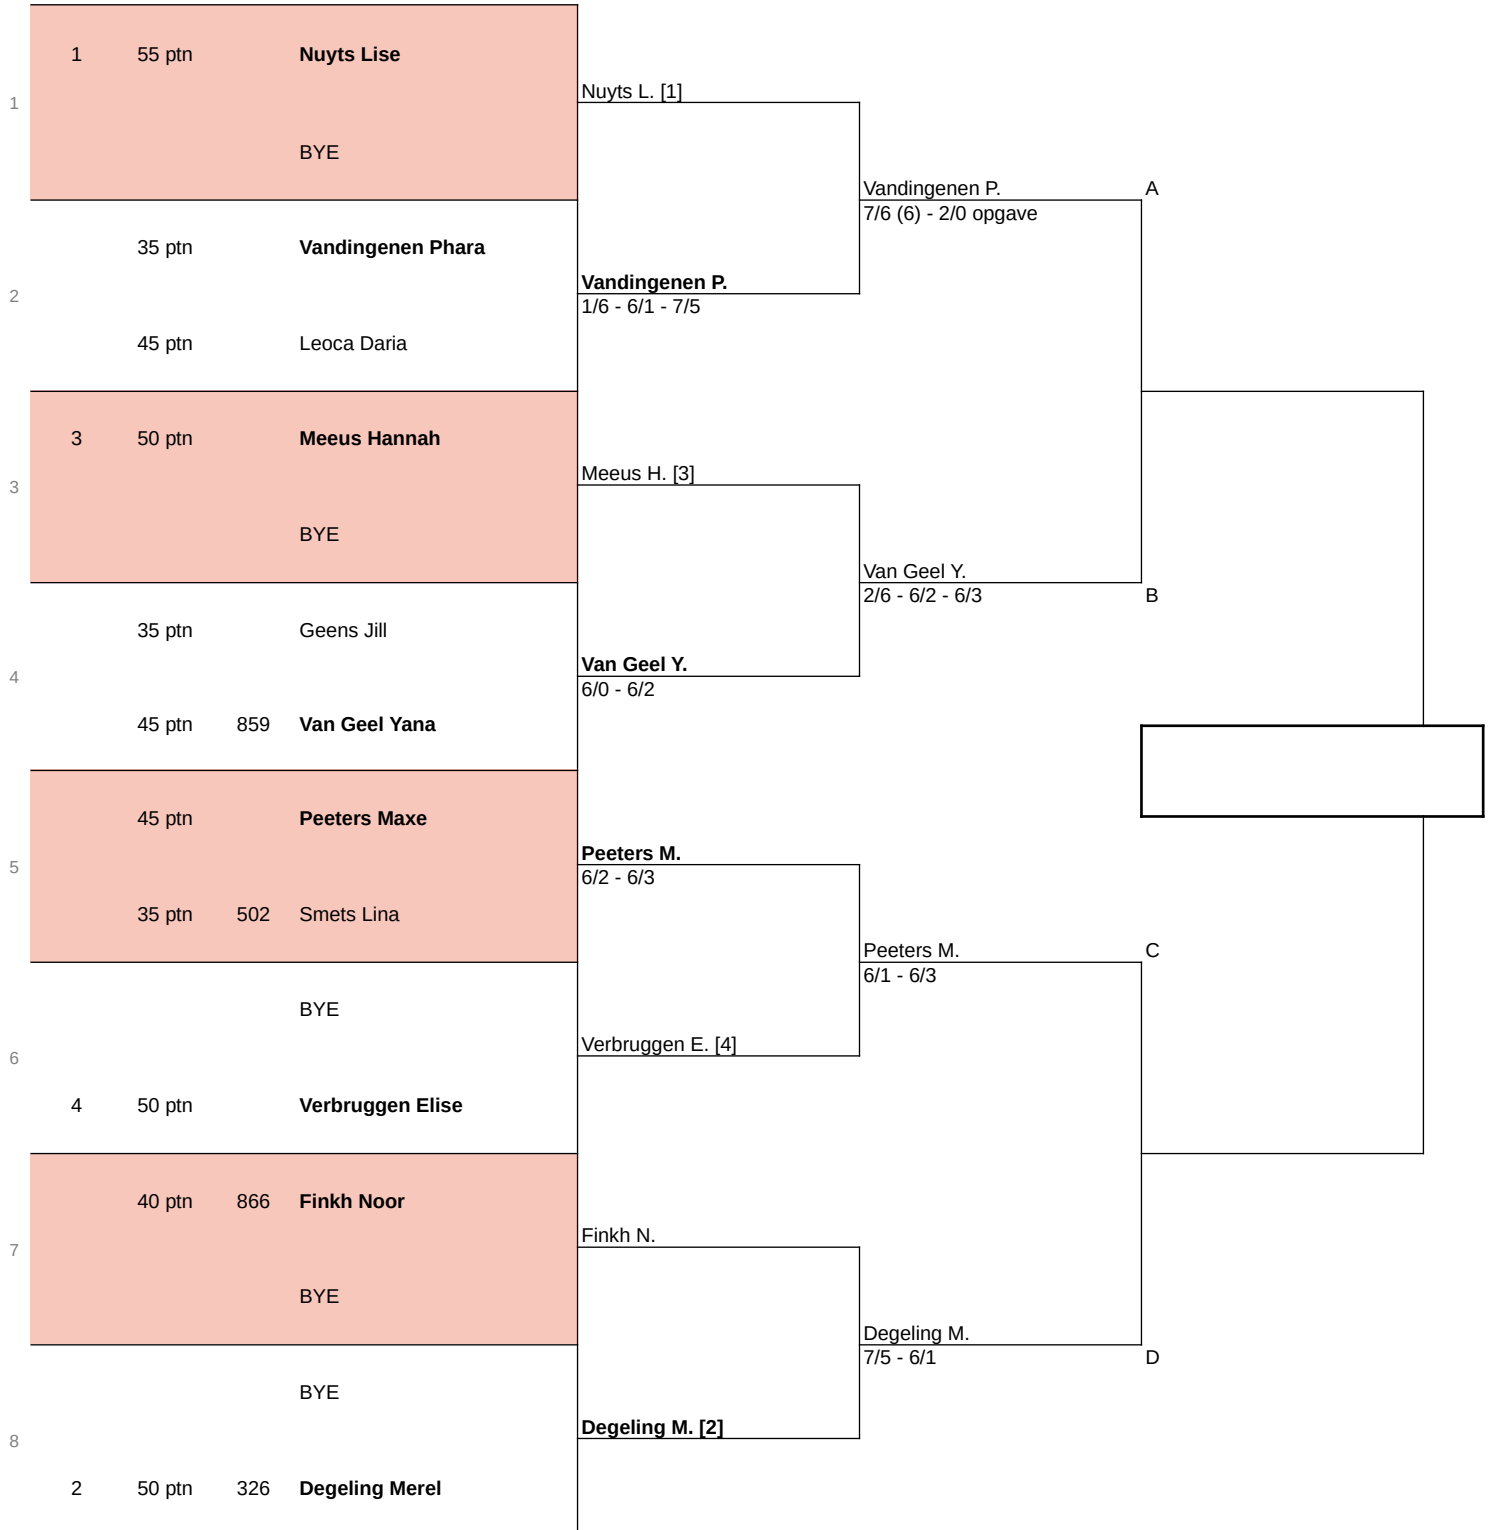 1 55 ptn Nuyts Lise
Nuyts L. [1]
1
BYE
Vandingenen P. A
7/6 (6) - 2/0 opgave
35 ptn Vandingenen Phara
Vandingenen P.
2
1/6 - 6/1 - 7/5
45 ptn Leoca Daria
3 50 ptn Meeus Hannah
Meeus H. [3]
3
BYE
Van Geel Y.
2/6 - 6/2 - 6/3 B
35 ptn Geens Jill
Van Geel Y.
4
6/0 - 6/2
45 ptn 859 Van Geel Yana
45 ptn Peeters Maxe
Peeters M.
5
6/2 - 6/3
35 ptn 502 Smets Lina
Peeters M. C
6/1 - 6/3
BYE
Verbruggen E. [4]
6
4 50 ptn Verbruggen Elise
40 ptn 866 Finkh Noor
Finkh N.
7
BYE
Degeling M.
7/5 - 6/1 D
BYE
Degeling M. [2]
8
2 50 ptn 326 Degeling Merel